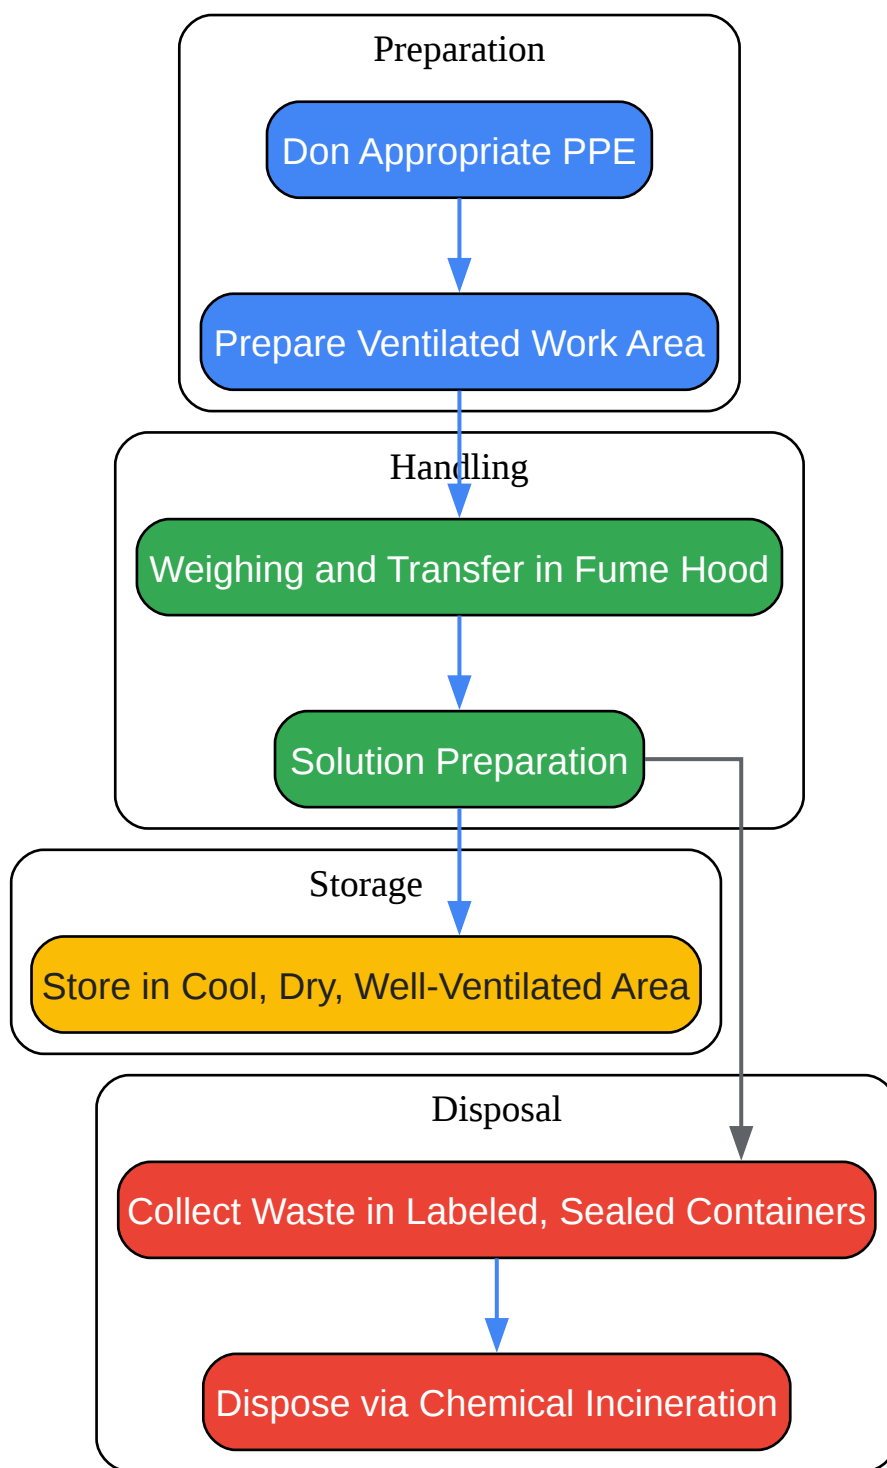 Preparation
Don Appropriate PPE
Prepare Ventilated Work Area
Handling
Weighing and Transfer in Fume Hood
Solution Preparation
Storage
Store in Cool, Dry, Well-Ventilated Area
Disposal
Collect Waste in Labeled, Sealed Containers
Dispose via Chemical Incineration